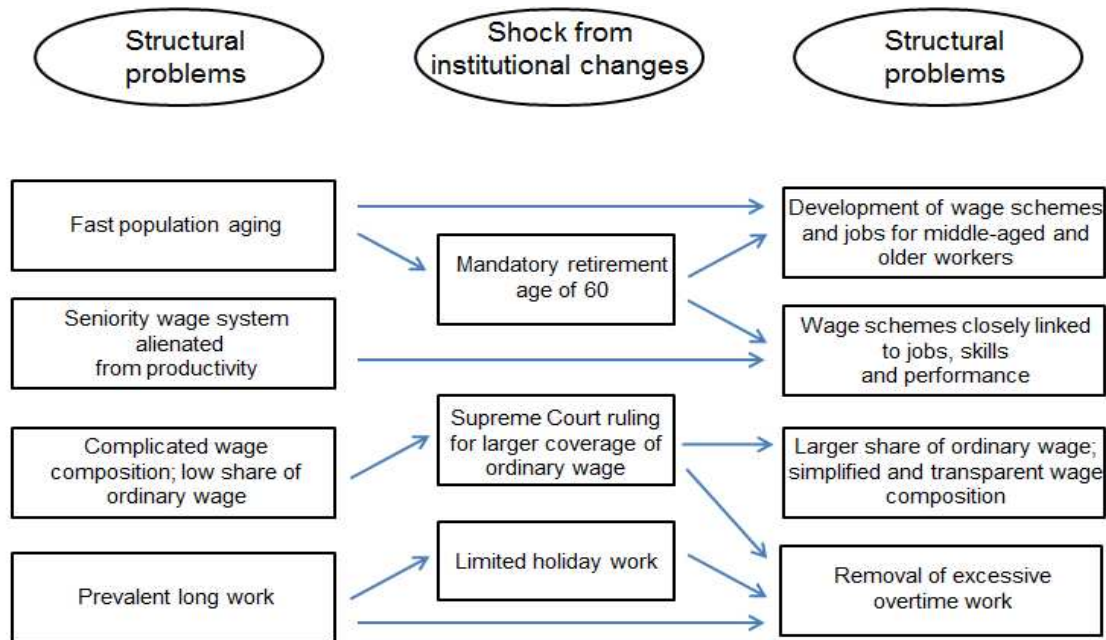 Structural
problems
Shock from
institutional changes
Structural
problems
Fast population aging
Seniority wage system
alienated
from productivity
Complicated wage
composition; low share of
ordinary wage
Prevalent long work
Mandatory retirement
age of 60
Supreme Court ruling
for larger coverage of
ordinary wage
Limited holiday work
Development of wage schemes
and jobs for middle-aged and
older workers
Wage schemes closely linked
to jobs, skills
and performance
Larger share of ordinary wage;
simplified and transparent wage
composition
Removal of excessive
overtime work